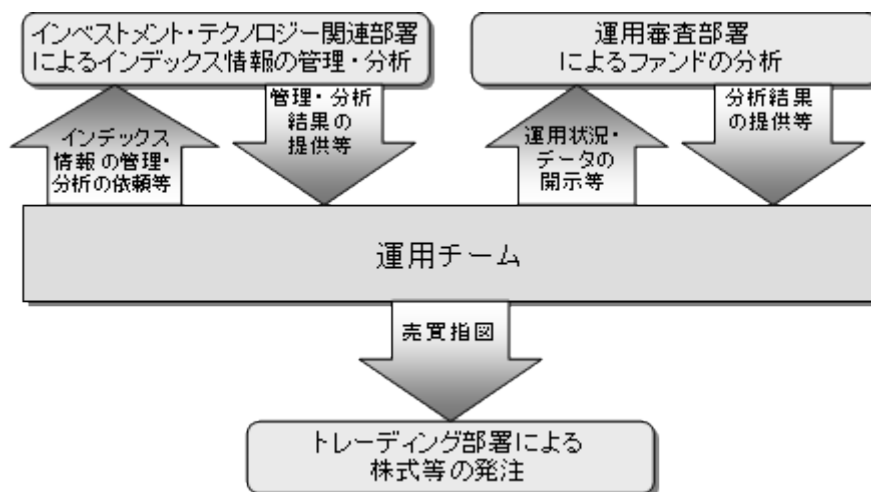 インベストメント・テクノロジー関連部署
によるインデックス情報の管理・分析
運用審査部署
によるファンドの分析
インデックス
情報の管理・
分析の依頼等
管理・分析
結果の
提供等
運用状況・
データの
開示等
分析結果
の提供等
運用チーム
売買指図
トレーディング部署による
株式等の発注